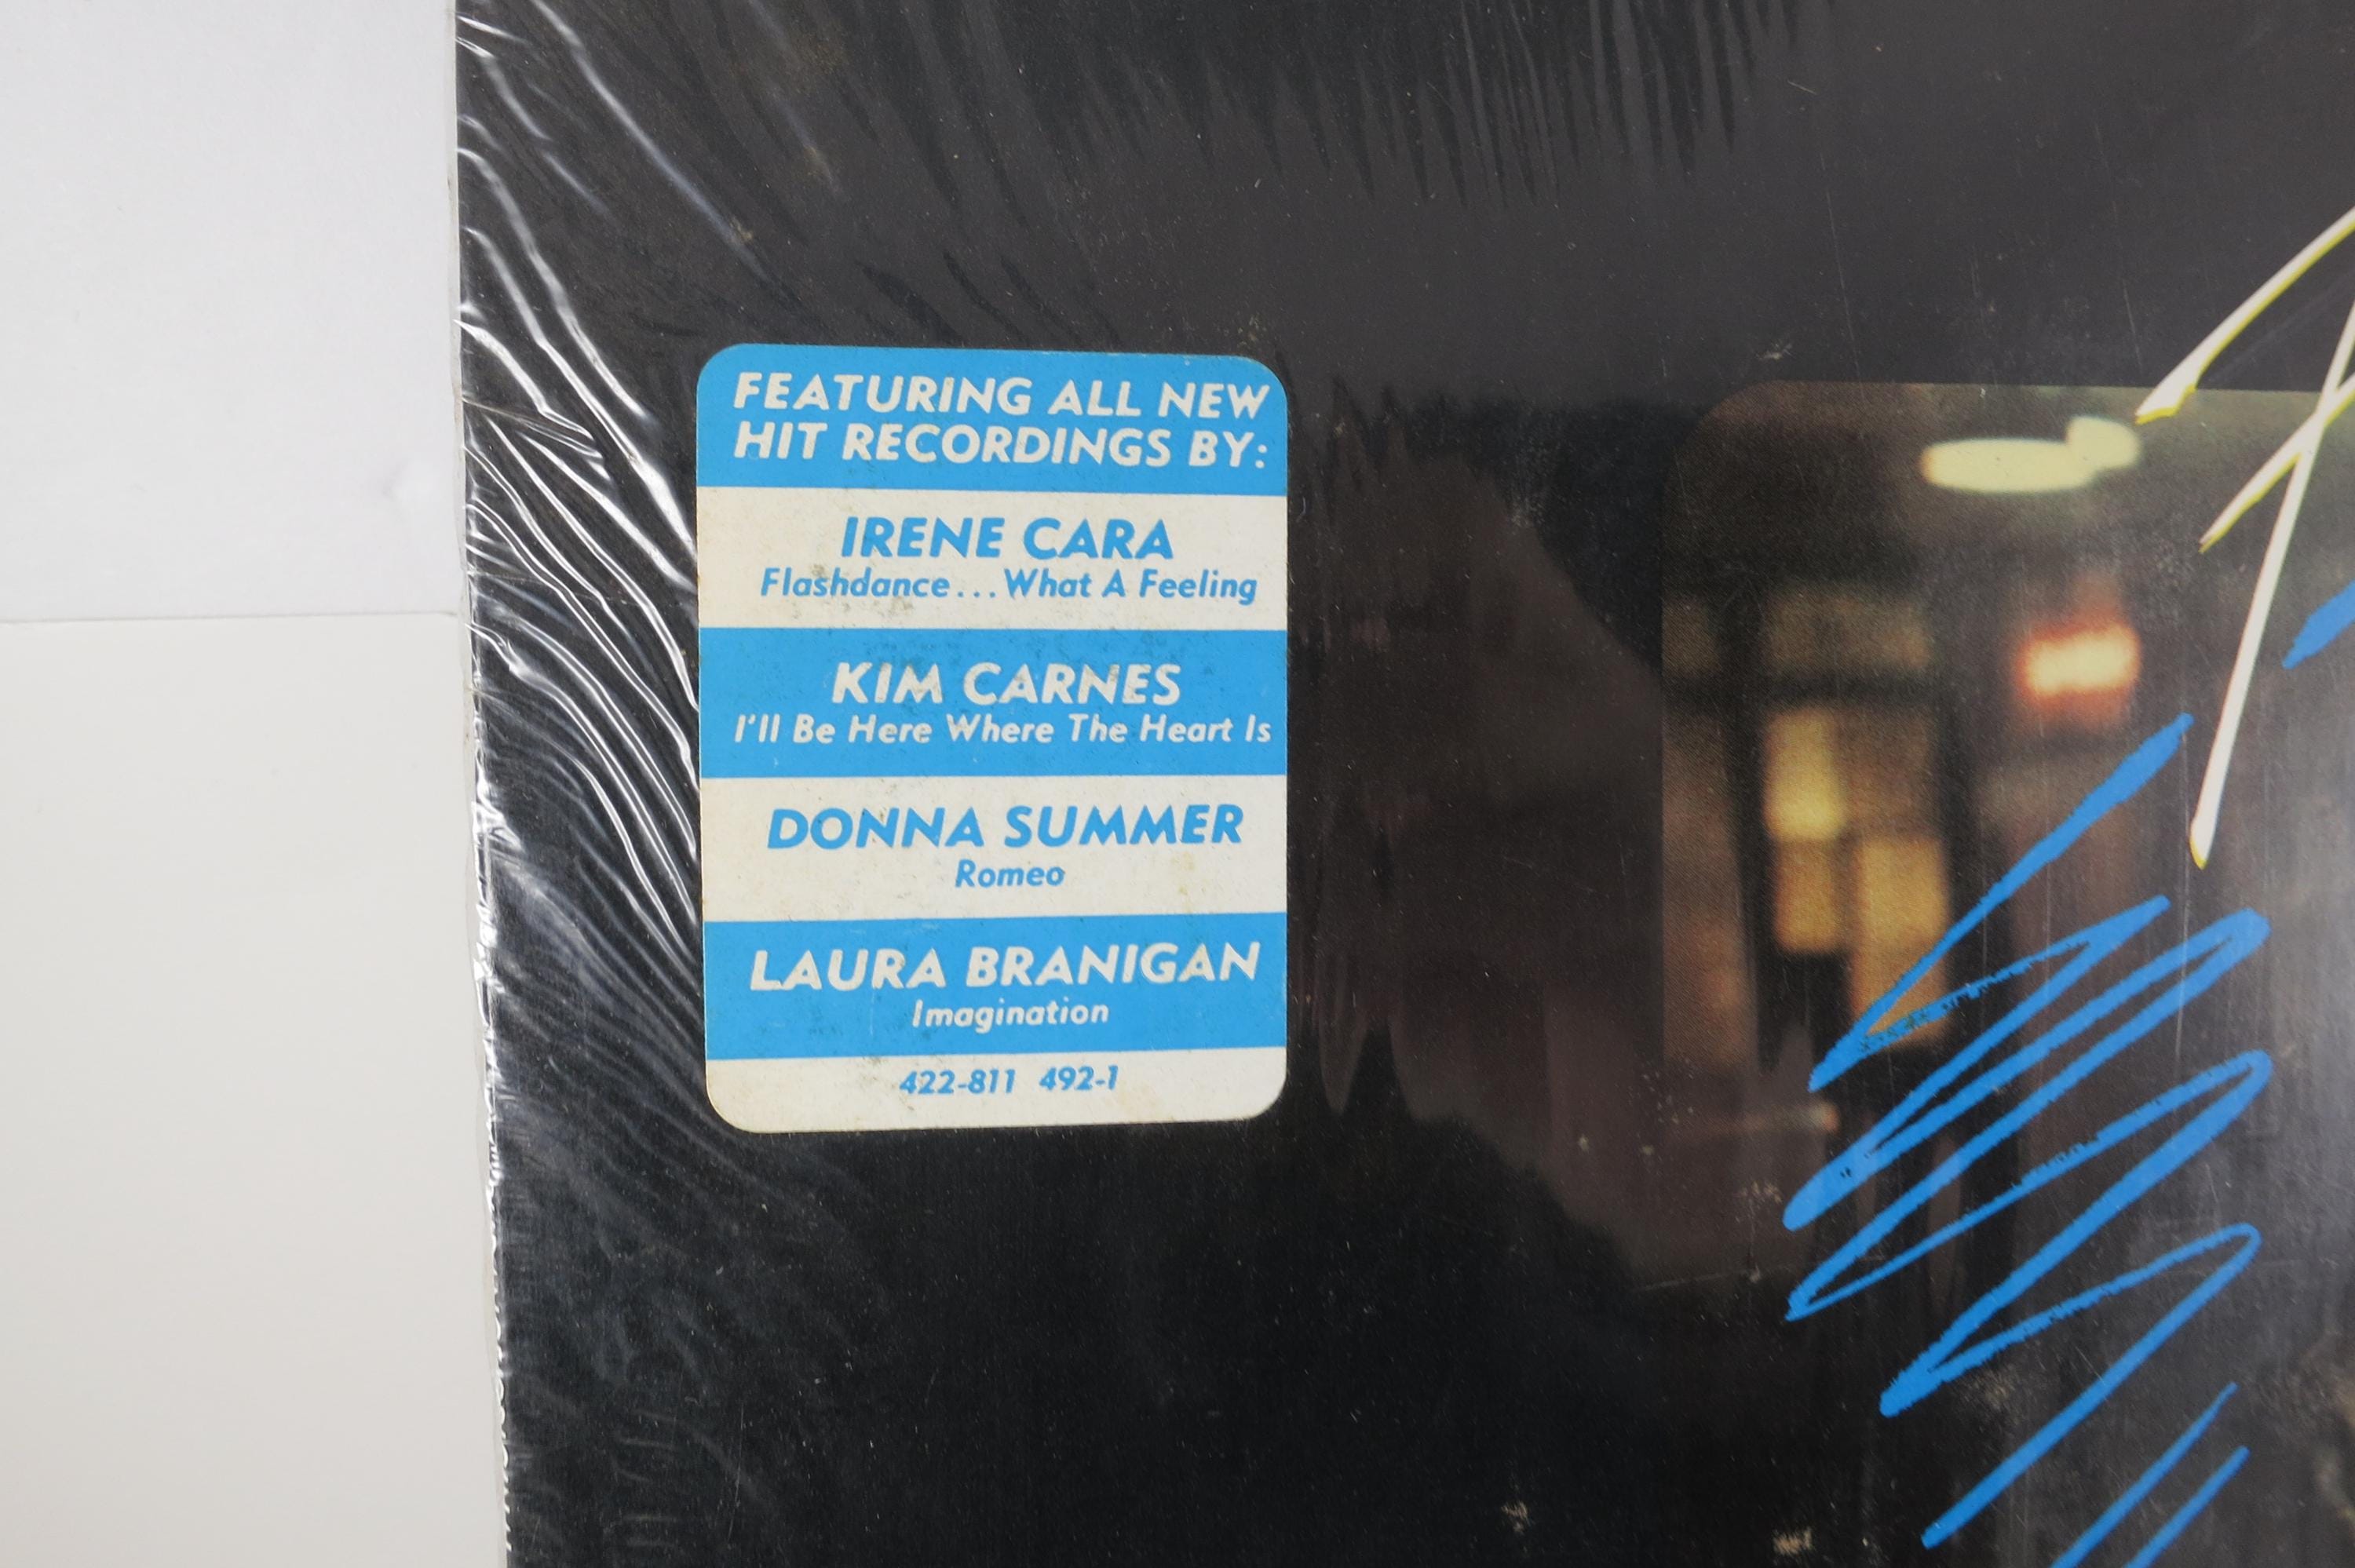 FEATURING ALL NEW
HIT RECORDINGS BY:
IRENE CARA
Flashdance...What A Feeling
KIM CARNES
I'll Be Here Where The Heart Is
DONNA SUMMER
Romeo
LAURA BRANIGAN
Imagination
422-811 492-1